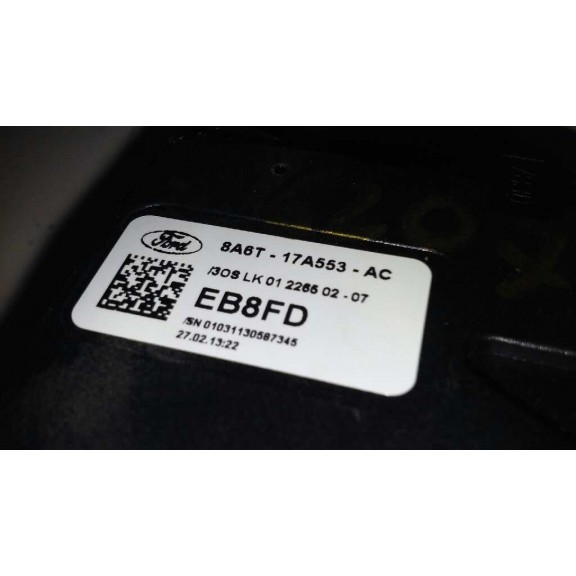 Ford
8A6T - 17A553 - AC
/3OS LK 01 2265 02 - 07
EB8FD
/SN 01031130587345
27.02.13:22